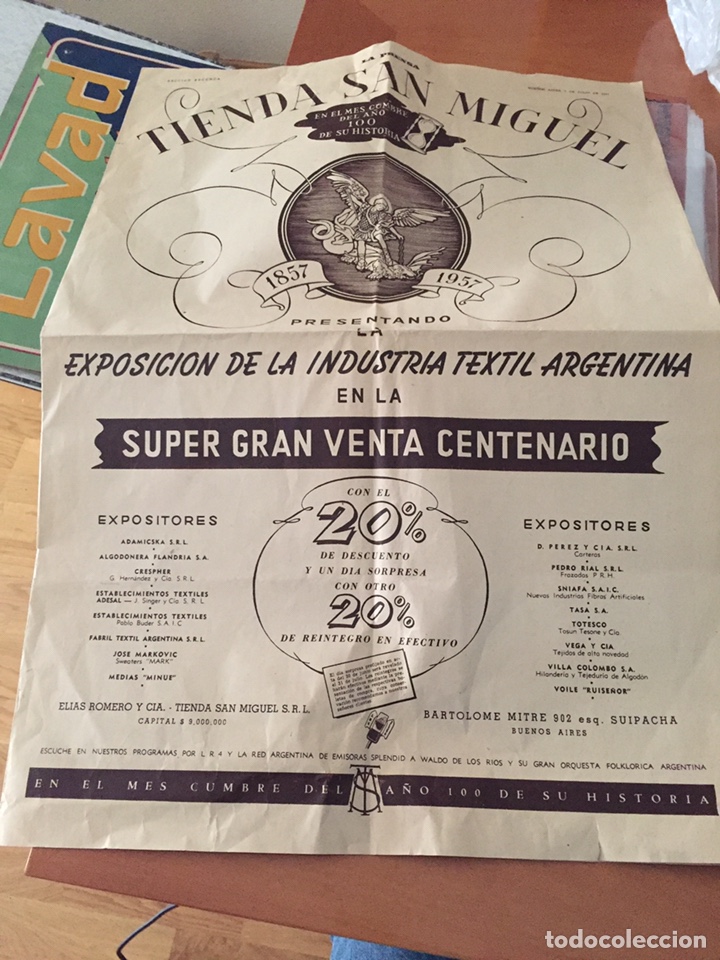 LA PRENSA
SECCION SEGUNDA
TIENDA SAN MIGUEL
EN EL MES CUMBRE
DEL AÑO
100
DE SU HISTORIA
1857 1957
PRESENTANDO
LA
EXPOSICION DE LA INDUSTRIA TEXTIL ARGENTINA
EN LA
SUPER GRAN VENTA CENTENARIO
CON EL
20%
DE DESCUENTO
Y UN DIA SORPRESA
CON OTRO
20%
DE REINTEGRO EN EFECTIVO
EXPOSITORES
ADAMICSKA S.R.L.
ALGODONERA FLANDRIA S.A.
CRESPHER
G. Hernández y Cía. S.R.L.
ESTABLECIMIENTOS TEXTILES
ADESAL — J. Singer y Cía. S. R. L.
ESTABLECIMIENTOS TEXTILES
Pablo Buder S.A.I.C
FABRIL TEXTIL ARGENTINA S.R.L.
JOSE MARKOVIC
Sweaters "MARK"
MEDIAS "MINUE"
EXPOSITORES
D. PEREZ Y CIA. S.R.L.
Carteras
PEDRO RIAL S.R.L.
Frazadas P.R.H.
SNIAFA S.A.I.C.
Nuevas Industrias Fibras Artificiales
TASA S.A.
TOTESCO
Tosun Tesone y Cía.
VEGA Y CIA
Tejidos de alta novedad
VILLA COLOMBO S.A.
Hilandería y Tejeduría de Algodón
VOILE "RUISEÑOR"
ELIAS ROMERO Y CIA. - TIENDA SAN MIGUEL S.R.L.
CAPITAL $ 9,000,000
BARTOLOME MITRE 902 esq. SUIPACHA
BUENOS AIRES
ESCUCHE EN NUESTROS PROGRAMAS POR L. R. 4 Y LA RED ARGENTINA DE EMISORAS SPLENDID A WALDO DE LOS RIOS Y SU GRAN ORQUESTA FOLKLORICA ARGENTINA
EN EL MES CUMBRE DEL AÑO 100 DE SU HISTORIA
Lavad
todocoleccion
todocoleccion.net